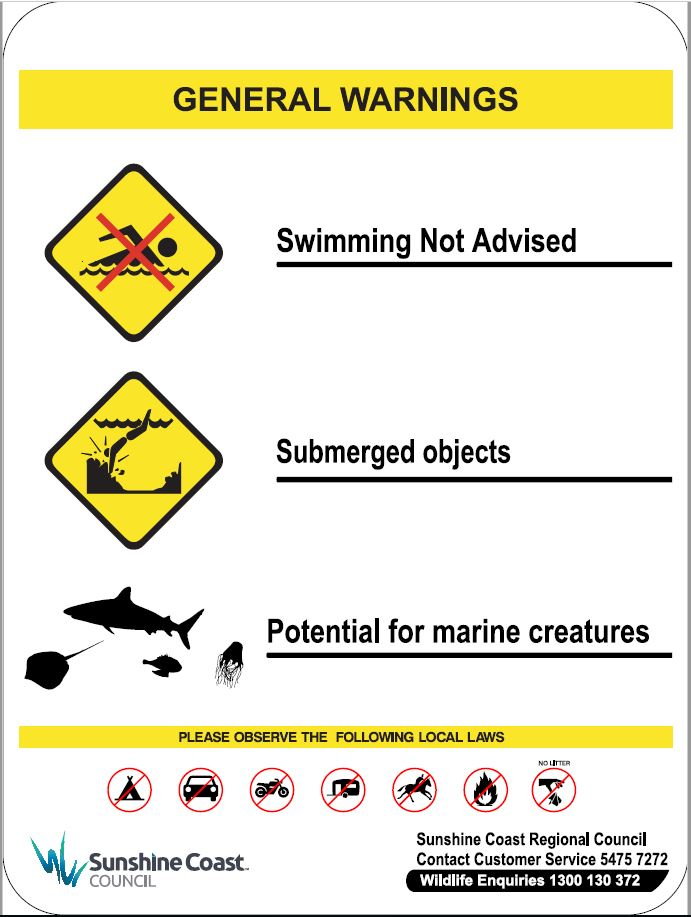 GENERAL WARNINGS
Swimming Not Advised
Submerged objects
Potential for marine creatures
PLEASE OBSERVE THE FOLLOWING LOCAL LAWS
NO LITTER
Sunshine Coast™
COUNCIL
Sunshine Coast Regional Council
Contact Customer Service 5475 7272
Wildlife Enquiries 1300 130 372